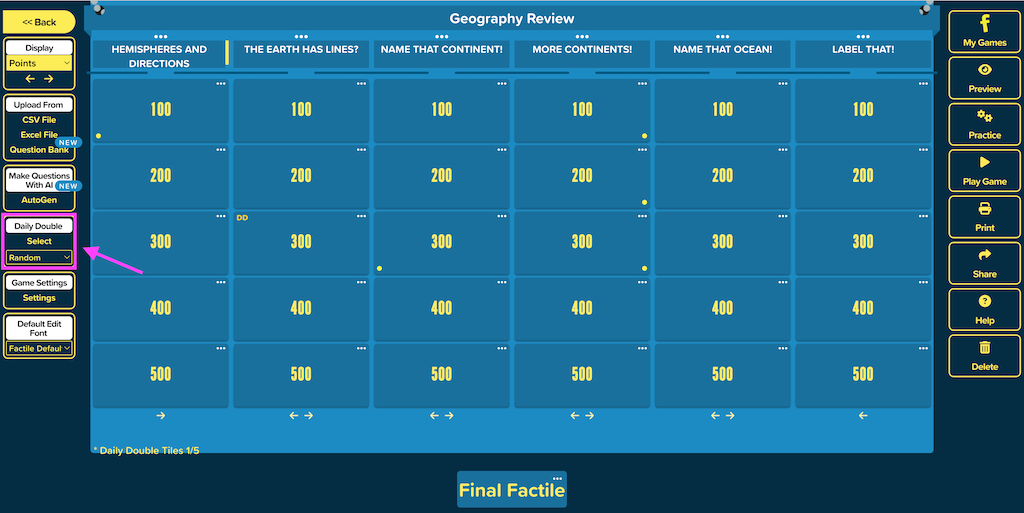 << Back
Display
Points
Upload From
CSV File
Excel File
NEW
Question Bank
Make Questions
With AI
NEW
AutoGen
Daily Double
Select
Random
Game Settings
Settings
Default Edit
Font
Factile Defaul
Geography Review
HEMISPHERES AND
DIRECTIONS
THE EARTH HAS LINES?
NAME THAT CONTINENT!
MORE CONTINENTS!
NAME THAT OCEAN!
LABEL THAT!
100 100 100 100 100 100
200 200 200 200 200 200
DD
300 300 300 300 300 300
400 400 400 400 400 400
500 500 500 500 500 500
* Daily Double Tiles 1/5
Final Factile
My Games
Preview
Practice
Play Game
Print
Share
Help
Delete